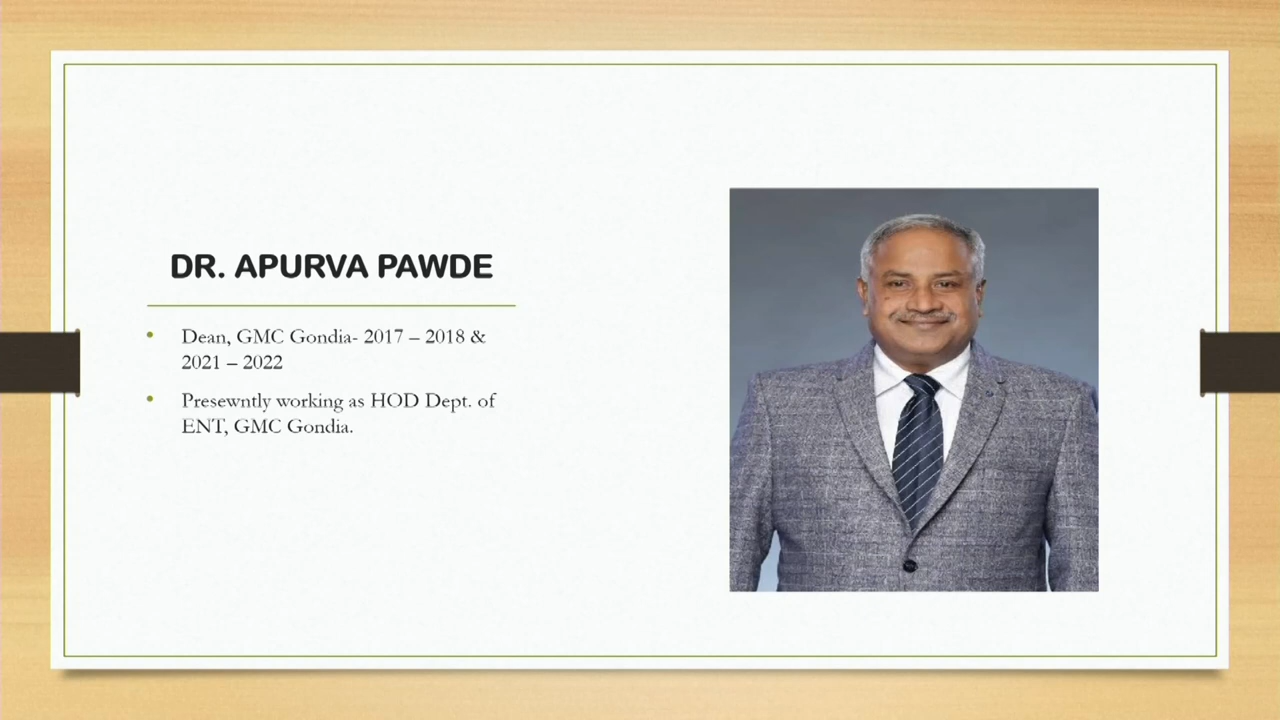 DR. APURVA PAWDE
Dean, GMC Gondia- 2017 – 2018 &
2021 – 2022
Presewntly working as HOD Dept. of
ENT, GMC Gondia.